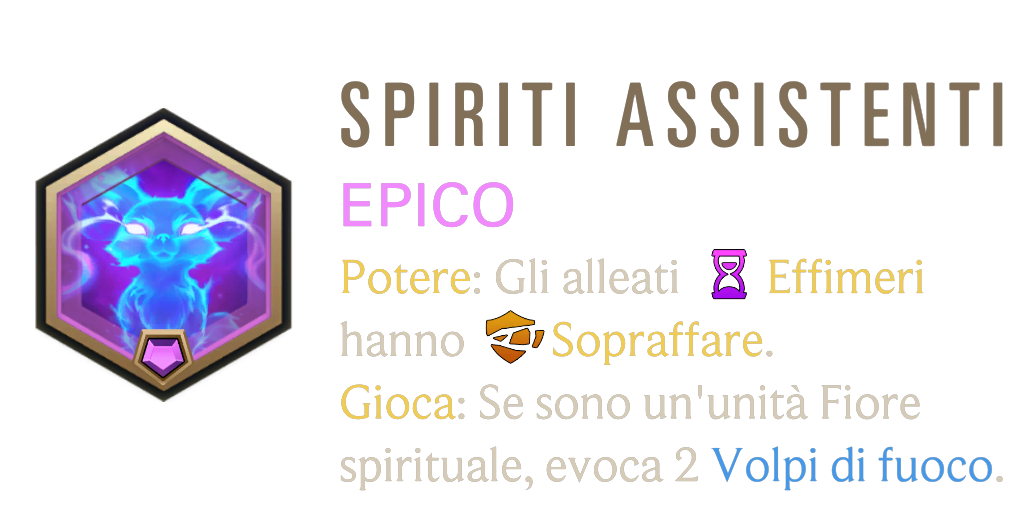 SPIRITI ASSISTENTI
EPICO
Potere: Gli alleati Effimeri
hanno Sopraffare.
Gioca: Se sono un'unità Fiore
spirituale, evoca 2 Volpi di fuoco.